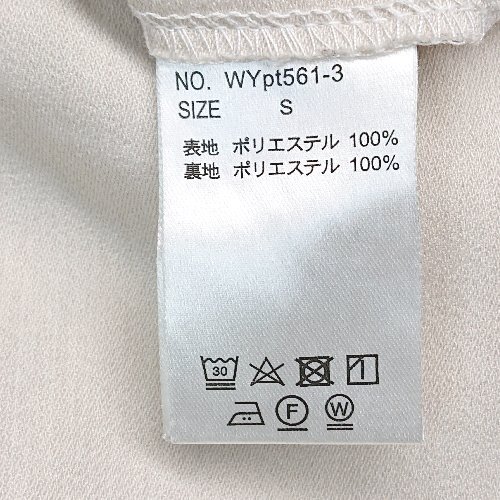 NO. WYpt561-3
SIZE S
表地 ポリエステル 100%
裏地 ポリエステル 100%
30
F W